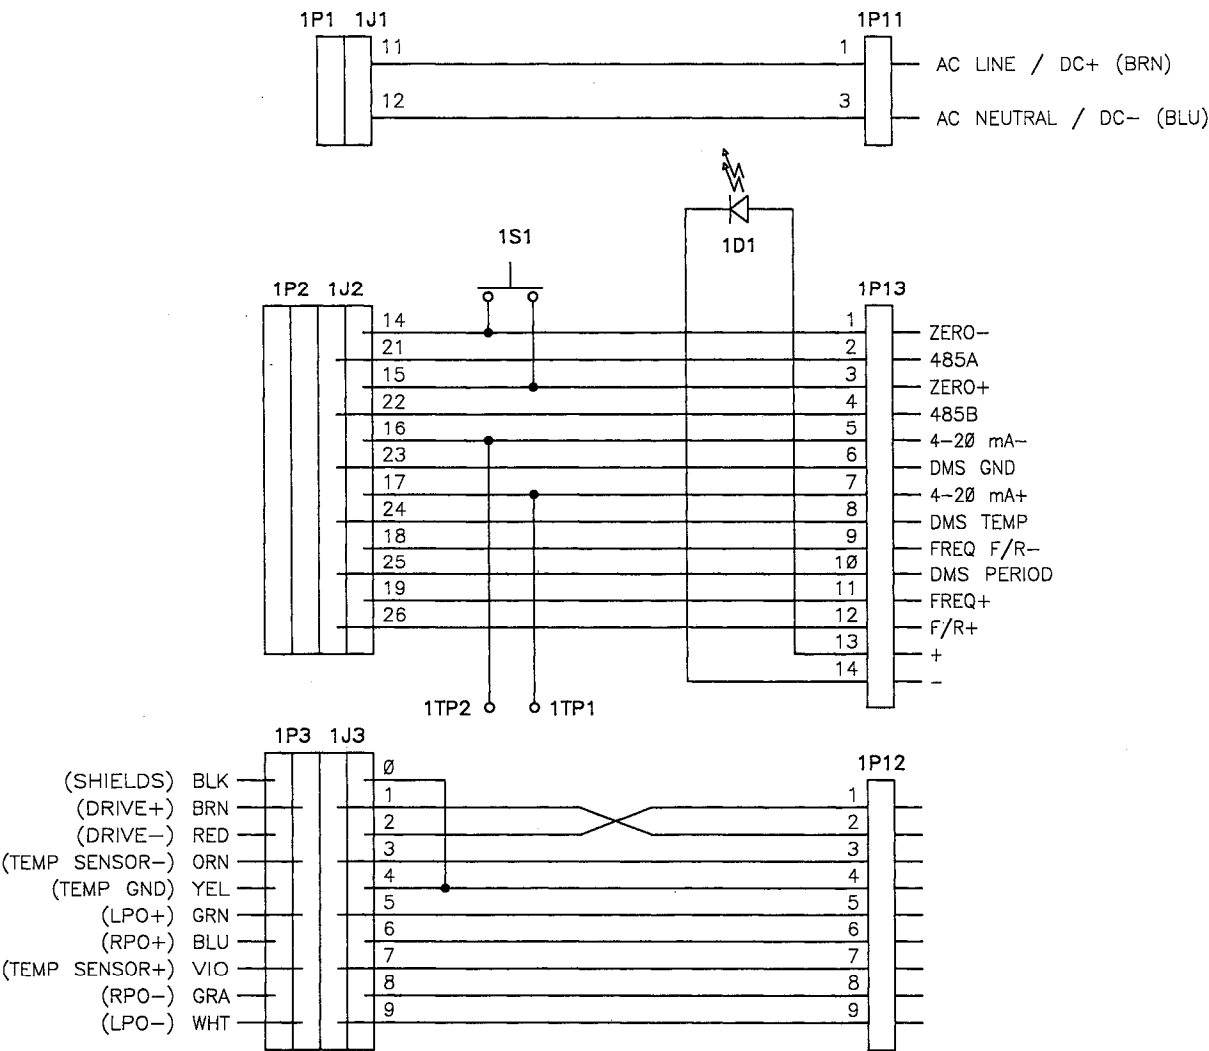 1P1 1J1 1P11
11 1 AC LINE / DC+ (BRN)
12 3 AC NEUTRAL / DC- (BLU)
1D1
1S1
1P2 1J2 1P13
14 1 ZERO-
21 2 485A
15 3 ZERO+
22 4 485B
16 5 4-2Ø mA-
23 6 DMS GND
17 7 4-2Ø mA+
24 8 DMS TEMP
18 9 FREQ F/R-
25 1Ø DMS PERIOD
19 11 FREQ+
26 12 F/R+
13 +
14 -
1TP2 1TP1
1P3 1J3 1P12
(SHIELDS) BLK Ø
(DRIVE+) BRN 1 1
(DRIVE-) RED 2 2
(TEMP SENSOR-) ORN 3 3
(TEMP GND) YEL 4 4
(LPO+) GRN 5 5
(RPO+) BLU 6 6
(TEMP SENSOR+) VIO 7 7
(RPO-) GRA 8 8
(LPO-) WHT 9 9